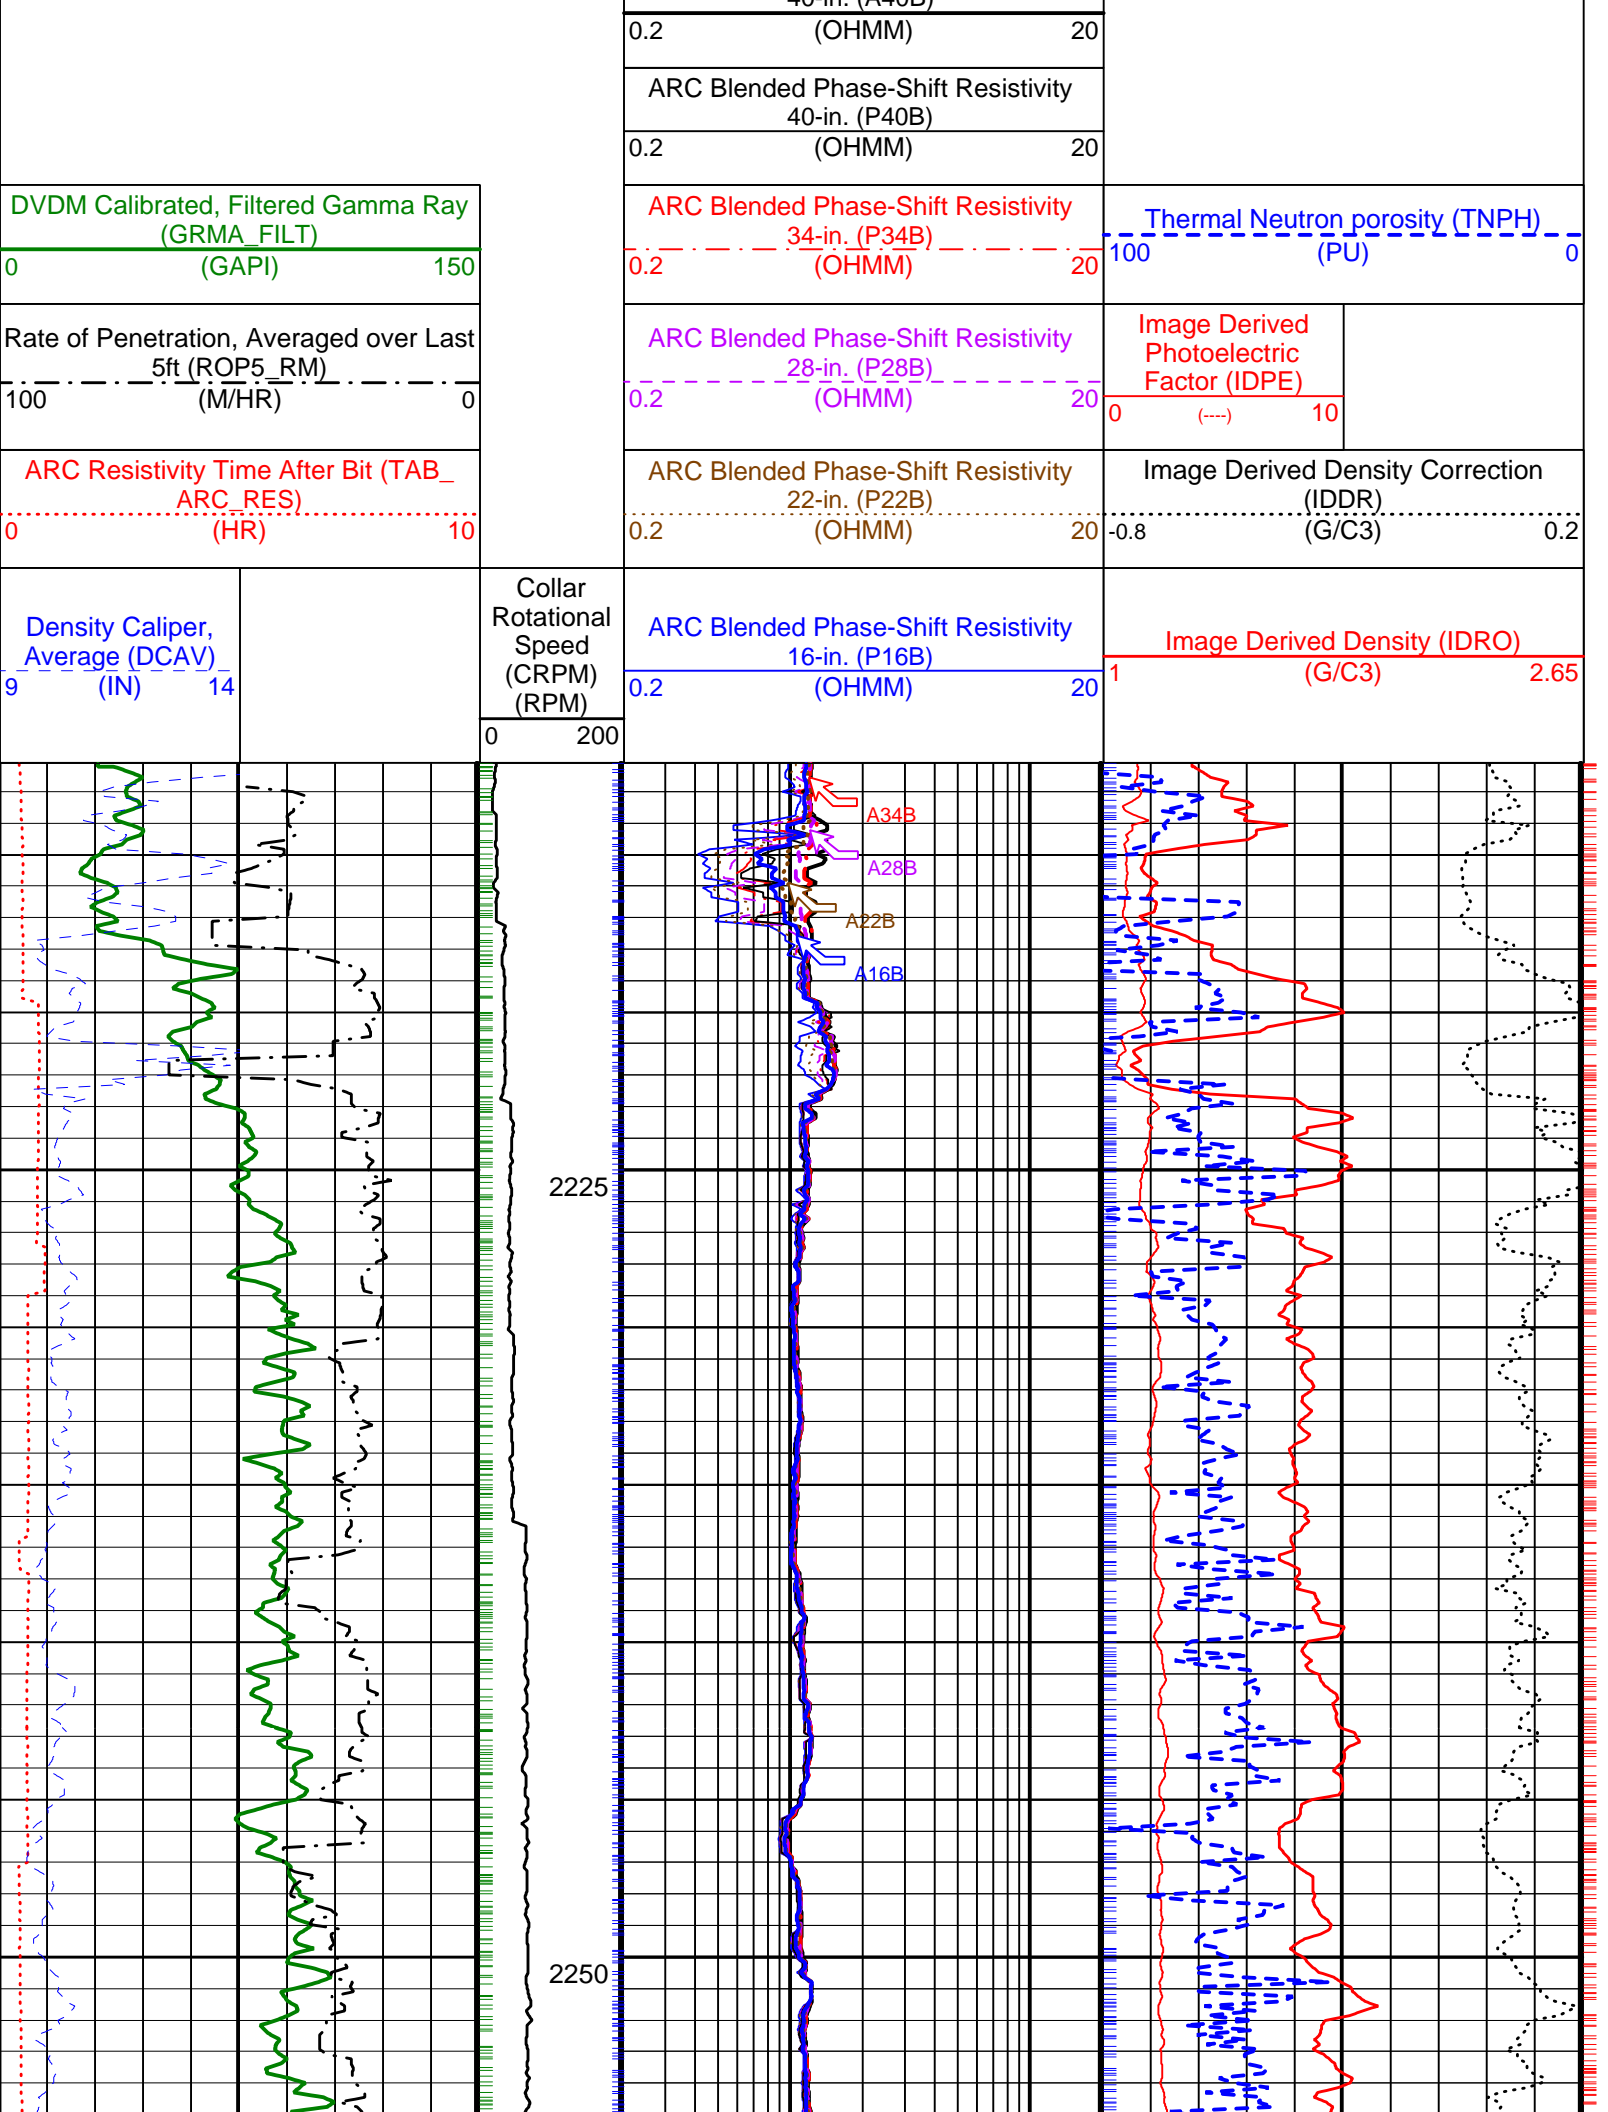 40-in. (A40B)
0.2 (OHMM) 20
ARC Blended Phase-Shift Resistivity
40-in. (P40B)
0.2 (OHMM) 20
DVDM Calibrated, Filtered Gamma Ray
(GRMA_FILT)
0 (GAPI) 150
ARC Blended Phase-Shift Resistivity
34-in. (P34B)
0.2 (OHMM) 20
Thermal Neutron porosity (TNPH)
100 (PU) 0
Rate of Penetration, Averaged over Last
5ft (ROP5_RM)
100 (M/HR) 0
ARC Blended Phase-Shift Resistivity
28-in. (P28B)
0.2 (OHMM) 20
Image Derived
Photoelectric
Factor (IDPE)
0 (----) 10
ARC Resistivity Time After Bit (TAB_
ARC_RES)
0 (HR) 10
ARC Blended Phase-Shift Resistivity
22-in. (P22B)
0.2 (OHMM) 20
Image Derived Density Correction
(IDDR)
-0.8 (G/C3) 0.2
Density Caliper,
Average (DCAV)
9 (IN) 14
Collar
Rotational
Speed
(CRPM)
(RPM)
0 200
ARC Blended Phase-Shift Resistivity
16-in. (P16B)
0.2 (OHMM) 20
Image Derived Density (IDRO)
1 (G/C3) 2.65
A34B
A28B
A22B
A16B
2225
2250